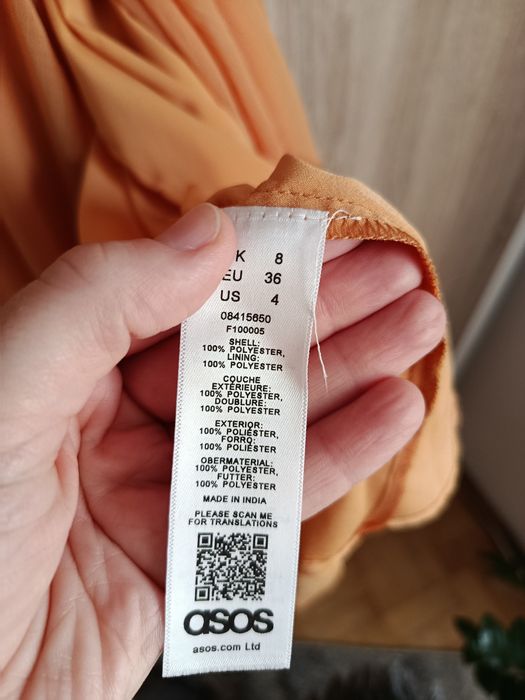 K 8
EU 36
US 4
08415650
F100005
SHELL:
100% POLYESTER,
LINING:
100% POLYESTER
COUCHE
EXTÉRIEURE:
100% POLYESTER,
DOUBLURE:
100% POLYESTER
EXTERIOR:
100% POLIÉSTER,
FORRO:
100% POLIÉSTER
OBERMATERIAL:
100% POLYESTER,
FUTTER:
100% POLYESTER
MADE IN INDIA
PLEASE SCAN ME
FOR TRANSLATIONS
asos
asos.com Ltd